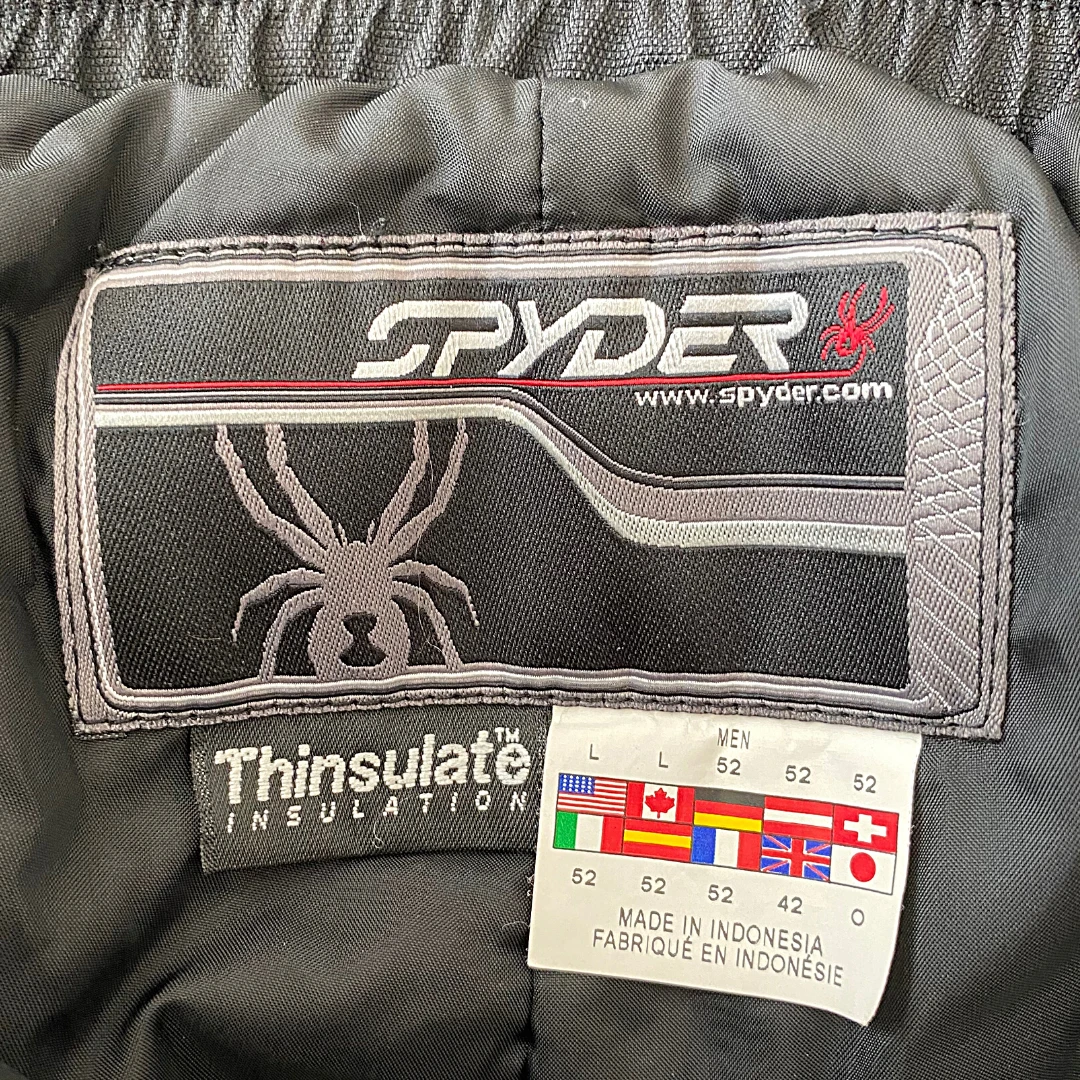 SPYDER
www.spyder.com
Thinsulate™
INSULATION
MEN
L L 52 52 52
52 52 52 42 O
MADE IN INDONESIA
FABRIQUÉ EN INDONÉSIE